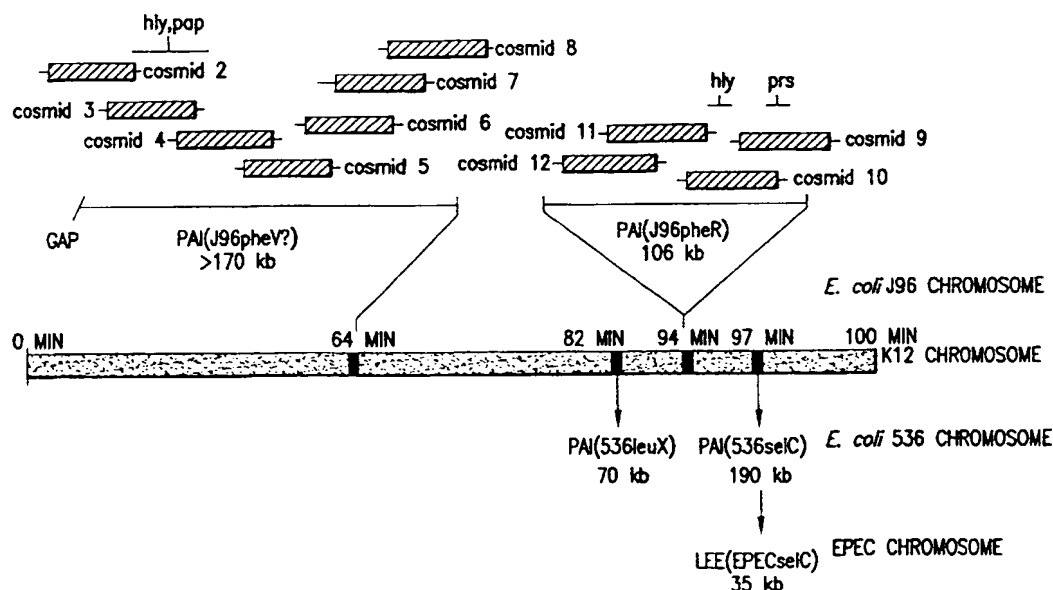 hly,pap
cosmid 8
cosmid 2
cosmid 7
hly prs
cosmid 3
cosmid 6
cosmid 11
cosmid 4
cosmid 9
cosmid 5
cosmid 12
cosmid 10
GAP
PAI(J96pheV?)
>170 kb
PAI(J96pheR)
106 kb
E. coli J96 CHROMOSOME
0 MIN 64 MIN 82 MIN 94 MIN 97 MIN 100 MIN
K12 CHROMOSOME
PAI(536leuX)
70 kb
PAI(536selC)
190 kb
E. coli 536 CHROMOSOME
LEE(EPECselC)
35 kb
EPEC CHROMOSOME